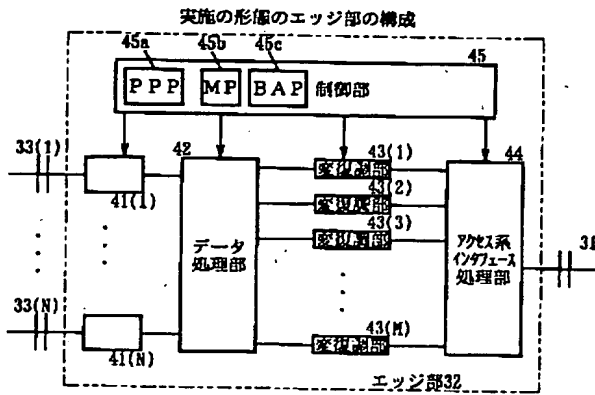 実施の形態のエッジ部の構成
45a 45b 45c 45
PPP MP BAP 制御部
33(1) 42 43(1) 44
変復調部
41(1) 43(2)
変復調部
43(3)
変復調部
データ
処理部
アクセス系
インタフェース
処理部
33(N) 43(M)
変復調部
41(N)
エッジ部32